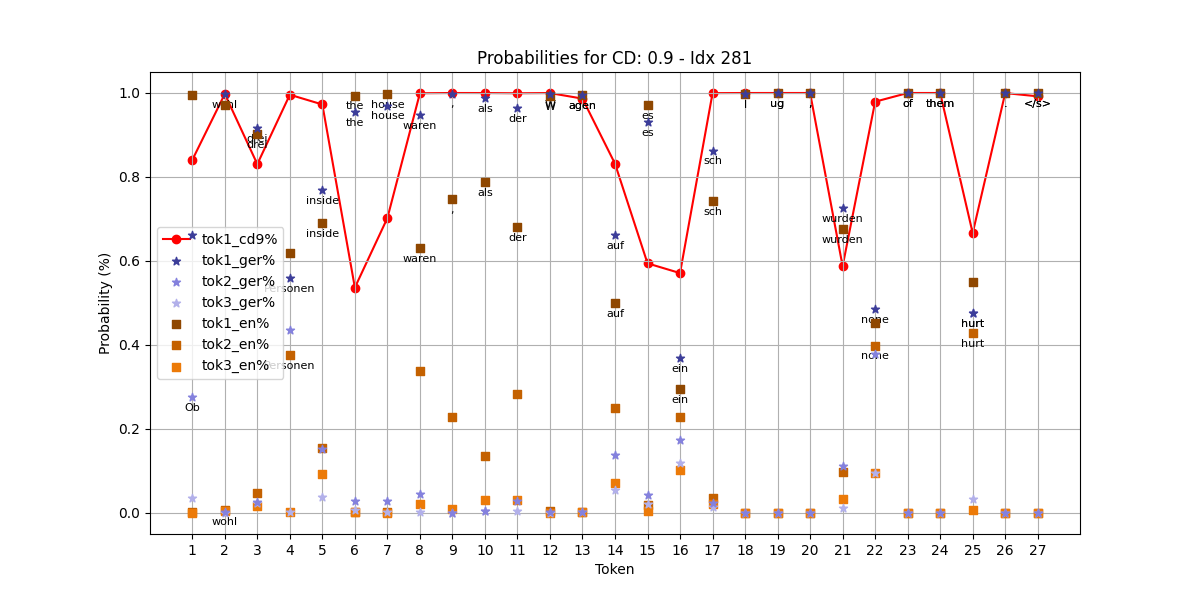 Probabilities for CD: 0.9 - Idx 281
Probability (%)
1.0
0.8
0.6
0.4
0.2
0.0
tok1_cd9%
tok1_ger%
tok2_ger%
tok3_ger%
tok1_en%
tok2_en%
tok3_en%
Ob
wohl
wohl
drei
drei
Personen
Personen
inside
inside
the
the
house
house
waren
waren
,
,
als
als
der
der
W
agen
auf
auf
es
es
ein
ein
sch
sch
l
ug
,
wurden
wurden
none
none
of
them
hurt
hurt
.
</s>
1 2 3 4 5 6 7 8 9 10 11 12 13 14 15 16 17 18 19 20 21 22 23 24 25 26 27
Token